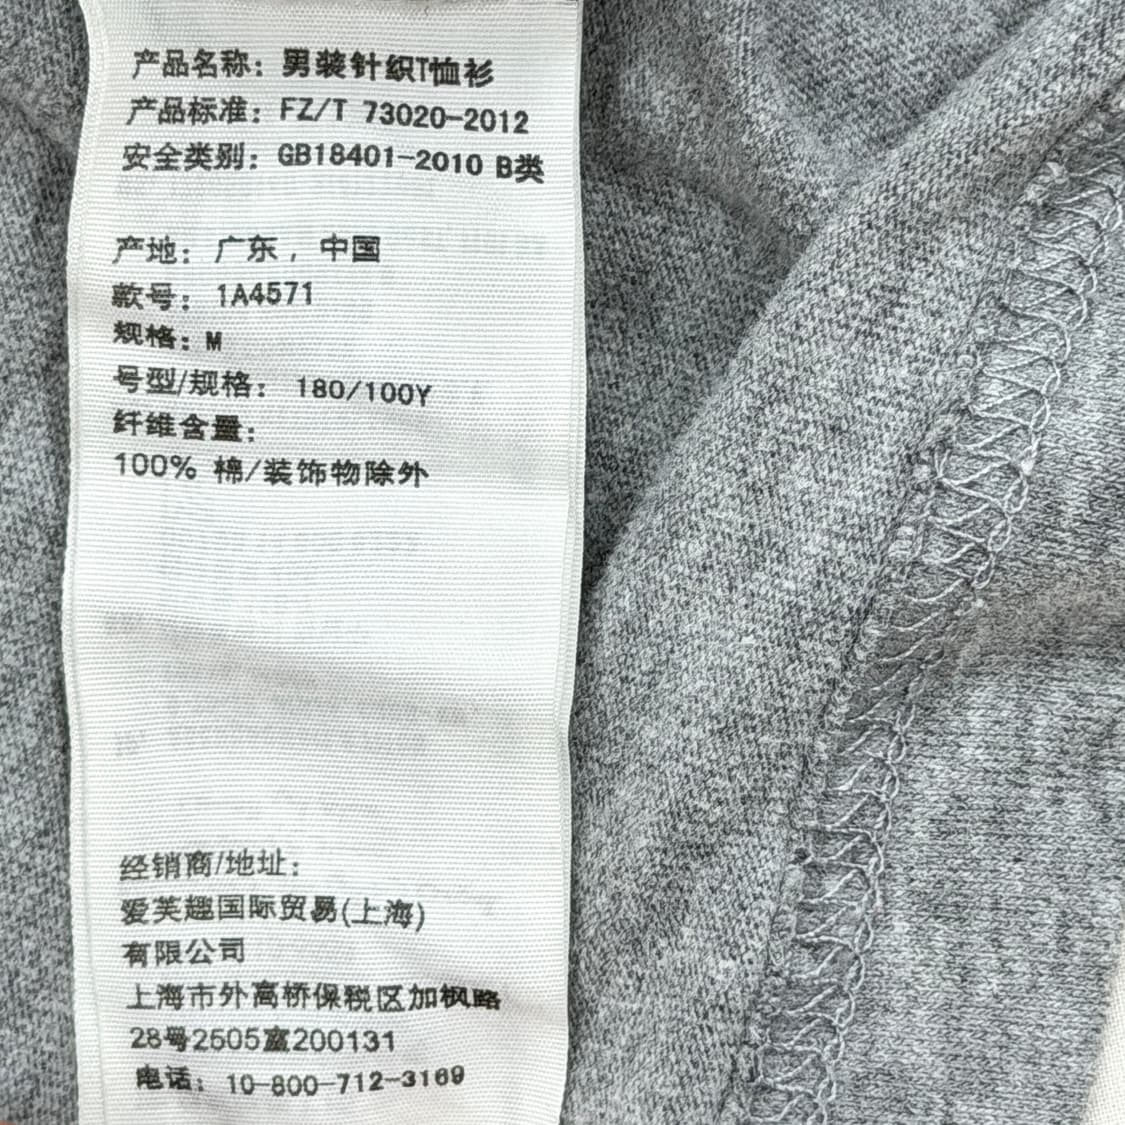 产品名称：男装针织T恤衫
产品标准：FZ/T 73020-2012
安全类别：GB18401-2010 B类
产地：广东，中国
款号：1A4571
规格：M
号型/规格：180/100Y
纤维含量：
100% 棉/装饰物除外
经销商/地址：
爱芙趣国际贸易(上海)
有限公司
上海市外高桥保税区加枫路
28号2505室200131
电话：10-800-712-3169